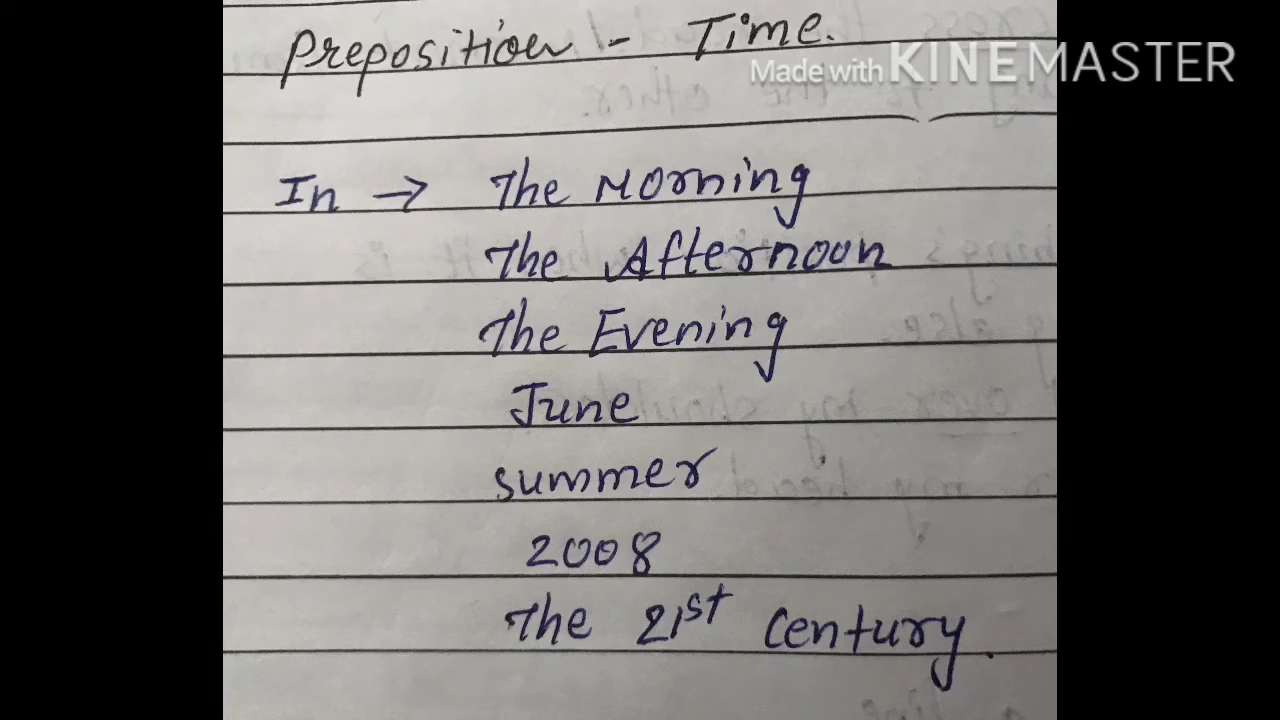 Preposition :- Time.
Made with KINEMASTER
In → The Morning
The Afternoon
The Evening
June
summer
2008
The 21st century.